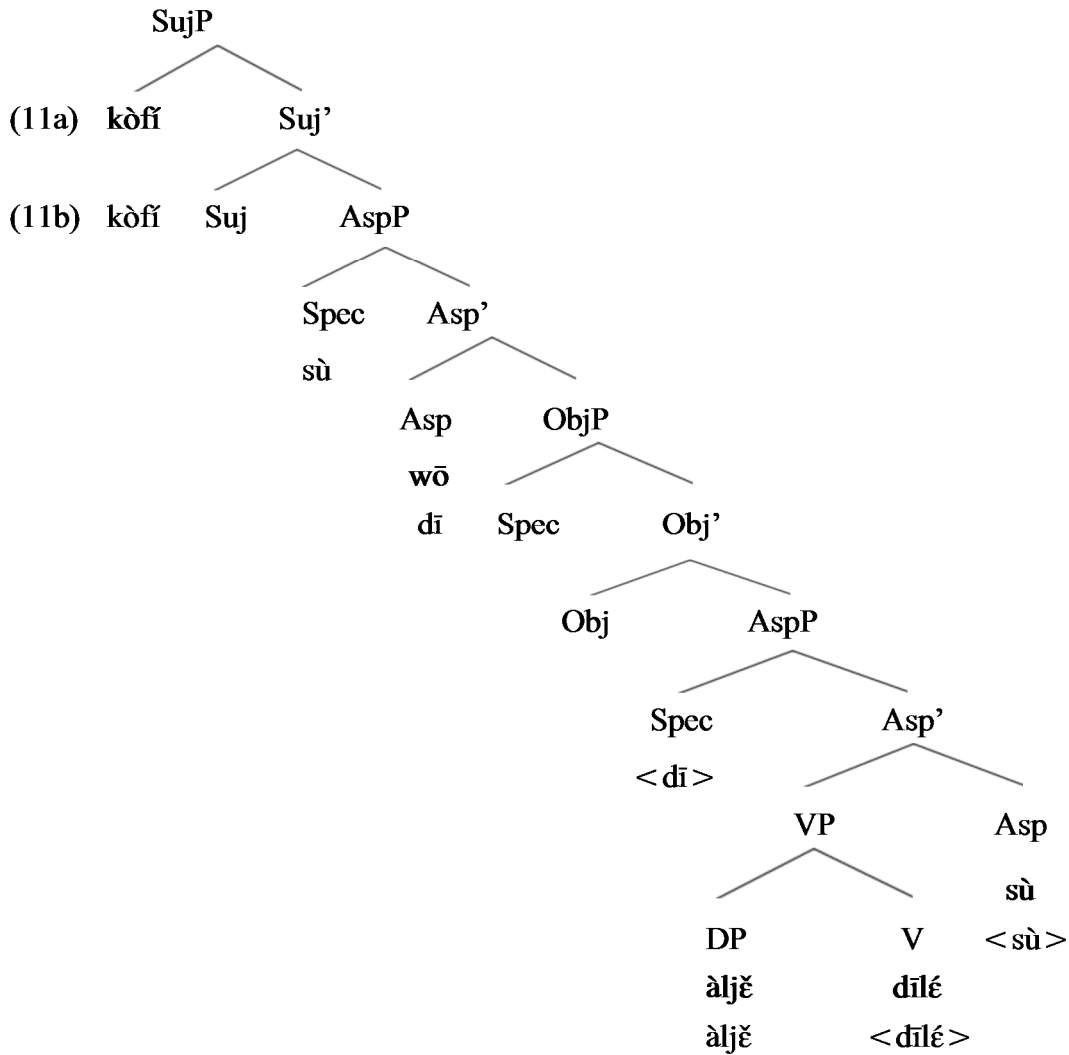 SujP
(11a) kòfí Suj’
(11b) kòfí Suj AspP
Spec Asp’
sù
Asp ObjP
wō
dī Spec Obj’
Obj AspP
Spec Asp’
<dī>
VP Asp
sù
DP V <sù>
àljɛ̌ dīlɛ́
àljɛ̌ <dīlɛ́>